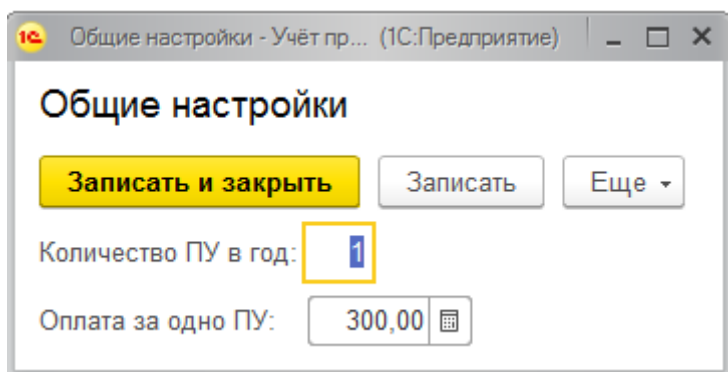 1С Общие настройки - Учёт пр... (1С:Предприятие)
Общие настройки
Записать и закрыть Записать Еще
Количество ПУ в год: 1
Оплата за одно ПУ: 300,00